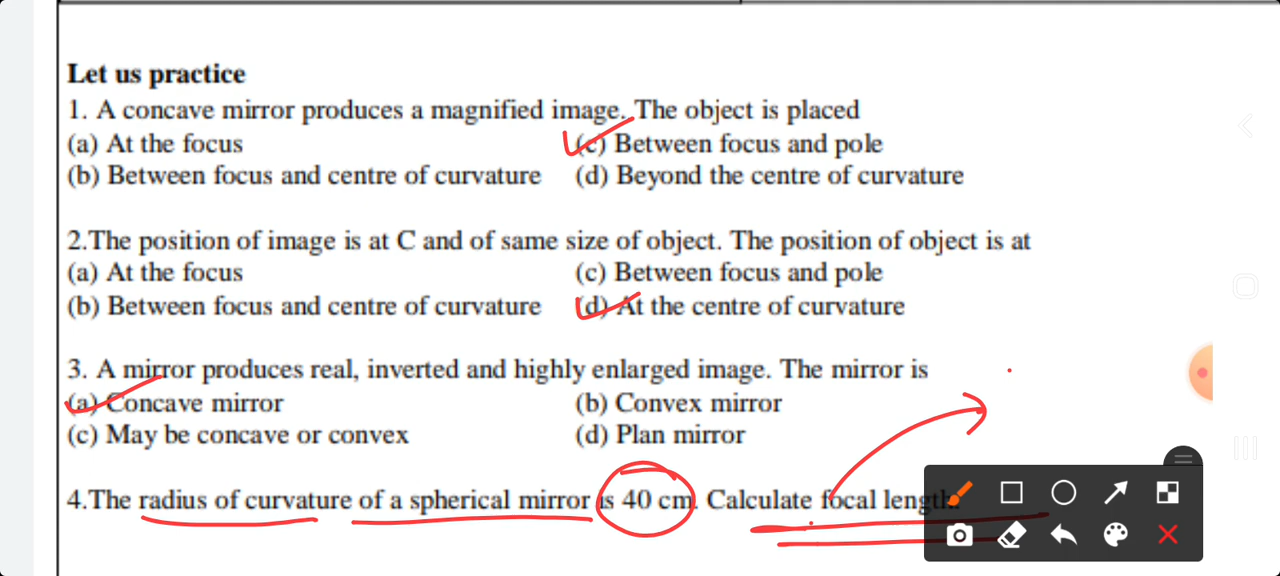 Let us practice
1. A concave mirror produces a magnified image. The object is placed
(a) At the focus (c) Between focus and pole
(b) Between focus and centre of curvature (d) Beyond the centre of curvature
2.The position of image is at C and of same size of object. The position of object is at
(a) At the focus (c) Between focus and pole
(b) Between focus and centre of curvature (d) At the centre of curvature
3. A mirror produces real, inverted and highly enlarged image. The mirror is
(a) Concave mirror (b) Convex mirror
(c) May be concave or convex (d) Plan mirror
4.The radius of curvature of a spherical mirror is 40 cm. Calculate focal length.